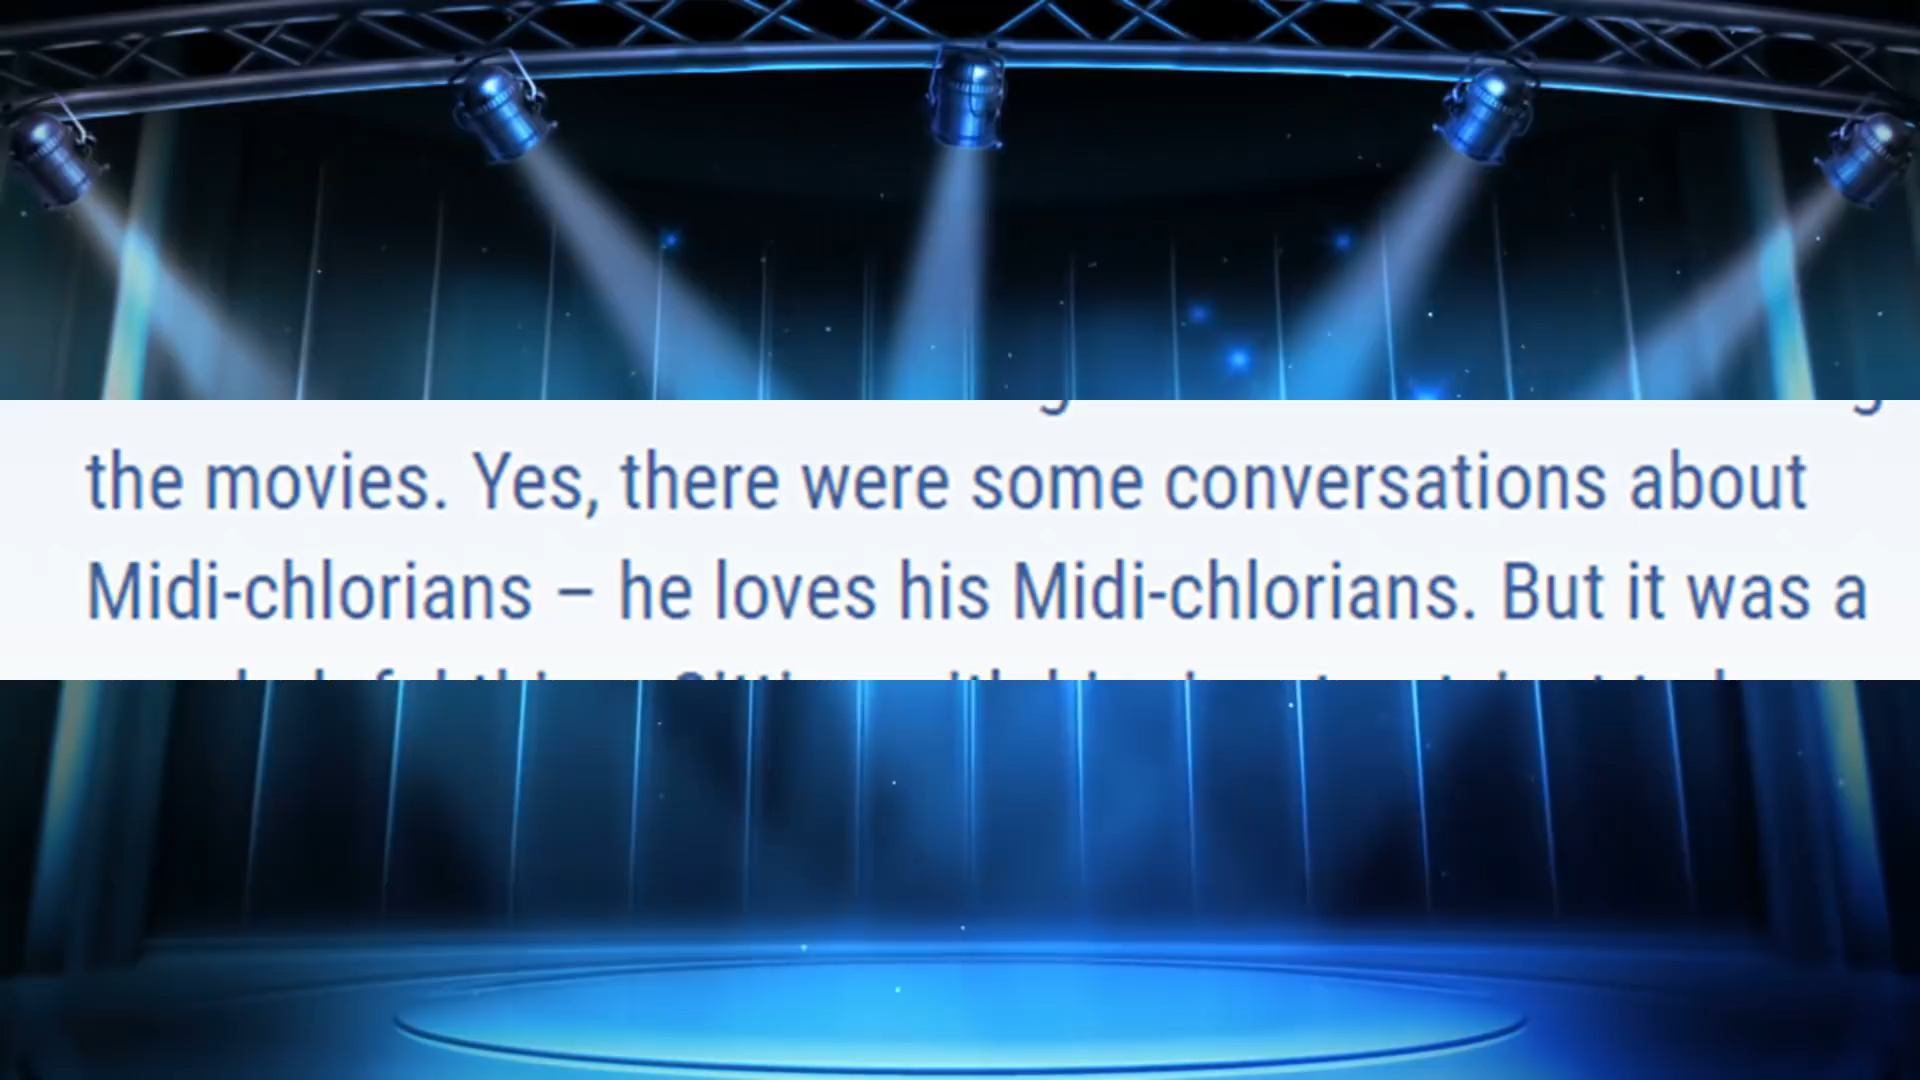 the movies. Yes, there were some conversations about
Midi-chlorians – he loves his Midi-chlorians. But it was a